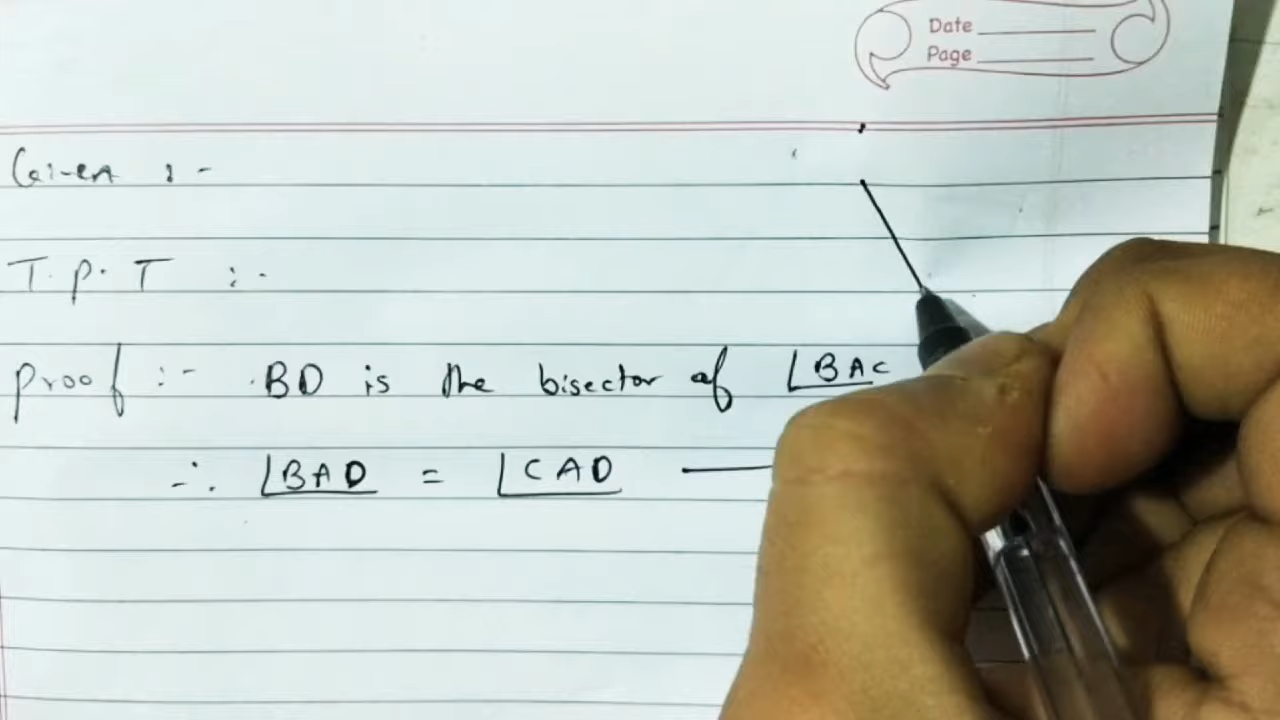 Date
Page
Given :-
T.P.T :-
Proof :- BD is the bisector of ∠BAC
∴ ∠BAD = ∠CAD —